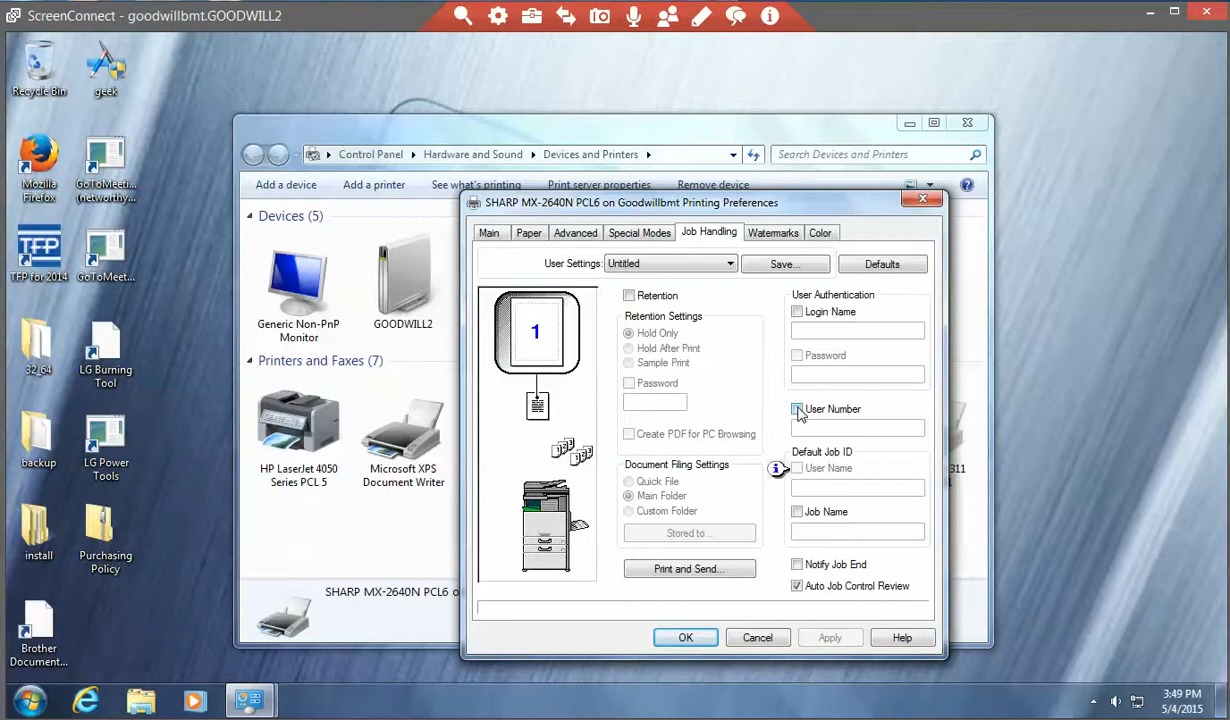 ScreenConnect - goodwillbmt.GOODWILL2
Recycle Bin
geek
Mozilla
Firefox
GoToMeeti...
(networthy...
TFP
TFP for 2014
GoToMeet...
32_64
LG Burning
Tool
backup
LG Power
Tools
install
Purchasing
Policy
Brother
Document...
Control Panel
Hardware and Sound
Devices and Printers
Search Devices and Printers
Add a device
Add a printer
See what's printing
Print server properties
Remove device
Devices (5)
Generic Non-PnP
Monitor
GOODWILL2
Printers and Faxes (7)
HP LaserJet 4050
Series PCL 5
Microsoft XPS
Document Writer
311
SHARP MX-2640N PCL6 o
SHARP MX-2640N PCL6 on Goodwillbmt Printing Preferences
Main
Paper
Advanced
Special Modes
Job Handling
Watermarks
Color
User Settings:
Untitled
Save...
Defaults
1
1 2 3
1 2 3
Retention
Retention Settings
Hold Only
Hold After Print
Sample Print
Password
Create PDF for PC Browsing
Document Filing Settings
Quick File
Main Folder
Custom Folder
Stored to...
Print and Send...
User Authentication
Login Name
Password
User Number
Default Job ID
User Name
Job Name
Notify Job End
Auto Job Control Review
OK
Cancel
Apply
Help
3:49 PM
5/4/2015